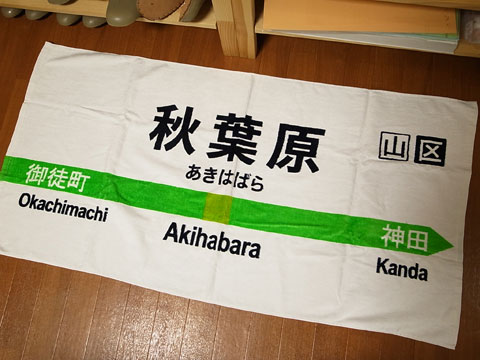 秋葉原
あきはばら
山区
御徒町
神田
Okachimachi
Akihabara
Kanda